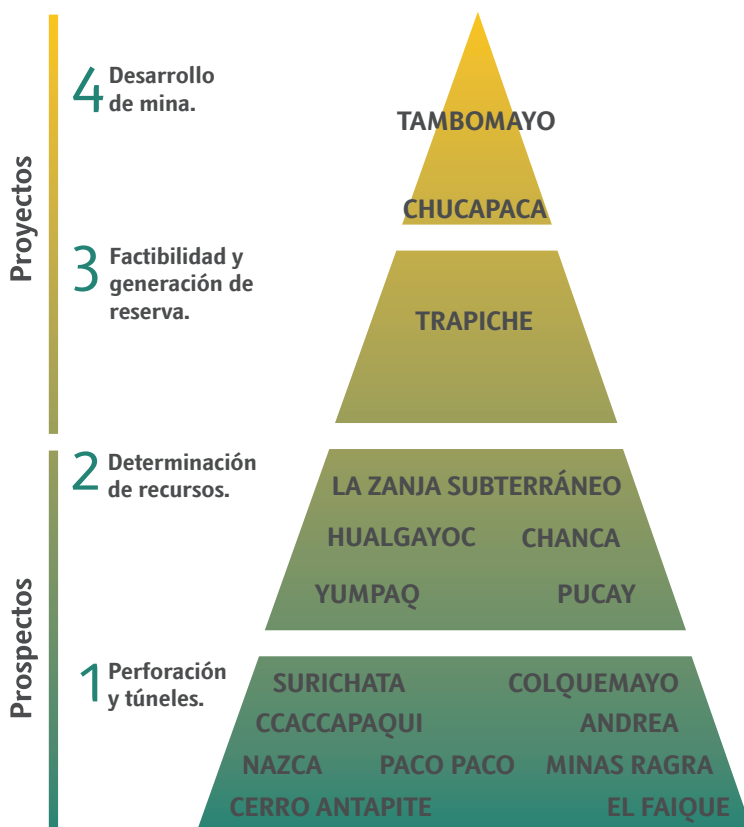 Proyectos
4 Desarrollo
de mina.
TAMBOMAYO
CHUCAPACA
3 Factibilidad y
generación de
reserva.
TRAPICHE
Prospectos
2 Determinación
de recursos.
LA ZANJA SUBTERRÁNEO
HUALGAYOC CHANCA
YUMPAQ PUCAY
1 Perforación
y túneles.
SURICHATA COLQUEMAYO
CCACCAPAQUI ANDREA
NAZCA PACO PACO MINAS RAGRA
CERRO ANTAPITE EL FAIQUE